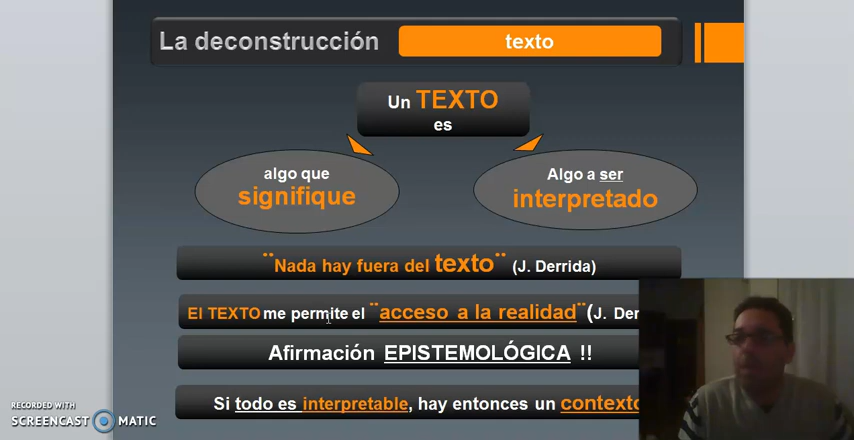 La deconstrucción
texto
Un TEXTO
es
algo que
signifique
Algo a ser
interpretado
¨Nada hay fuera del texto¨ (J. Derrida)
El TEXTO me permite el ¨acceso a la realidad¨(J.
Afirmación EPISTEMOLÓGICA !!
Si todo es interpretable, hay entonces un contexto
RECORDED WITH
SCREENCAST MATIC